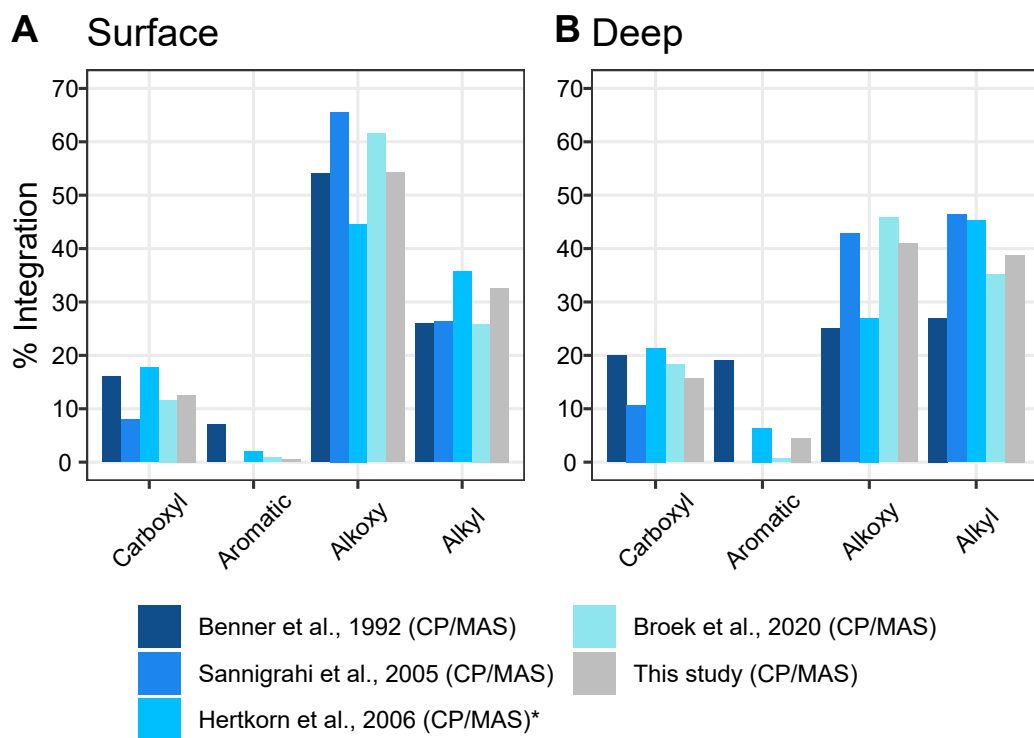 A Surface
B Deep
% Integration
70
60
50
40
30
20
10
0
Carboxyl
Aromatic
Alkoxy
Alkyl
70
60
50
40
30
20
10
0
Carboxyl
Aromatic
Alkoxy
Alkyl
Benner et al., 1992 (CP/MAS)
Sannigrahi et al., 2005 (CP/MAS)
Hertkorn et al., 2006 (CP/MAS)*
Broek et al., 2020 (CP/MAS)
This study (CP/MAS)